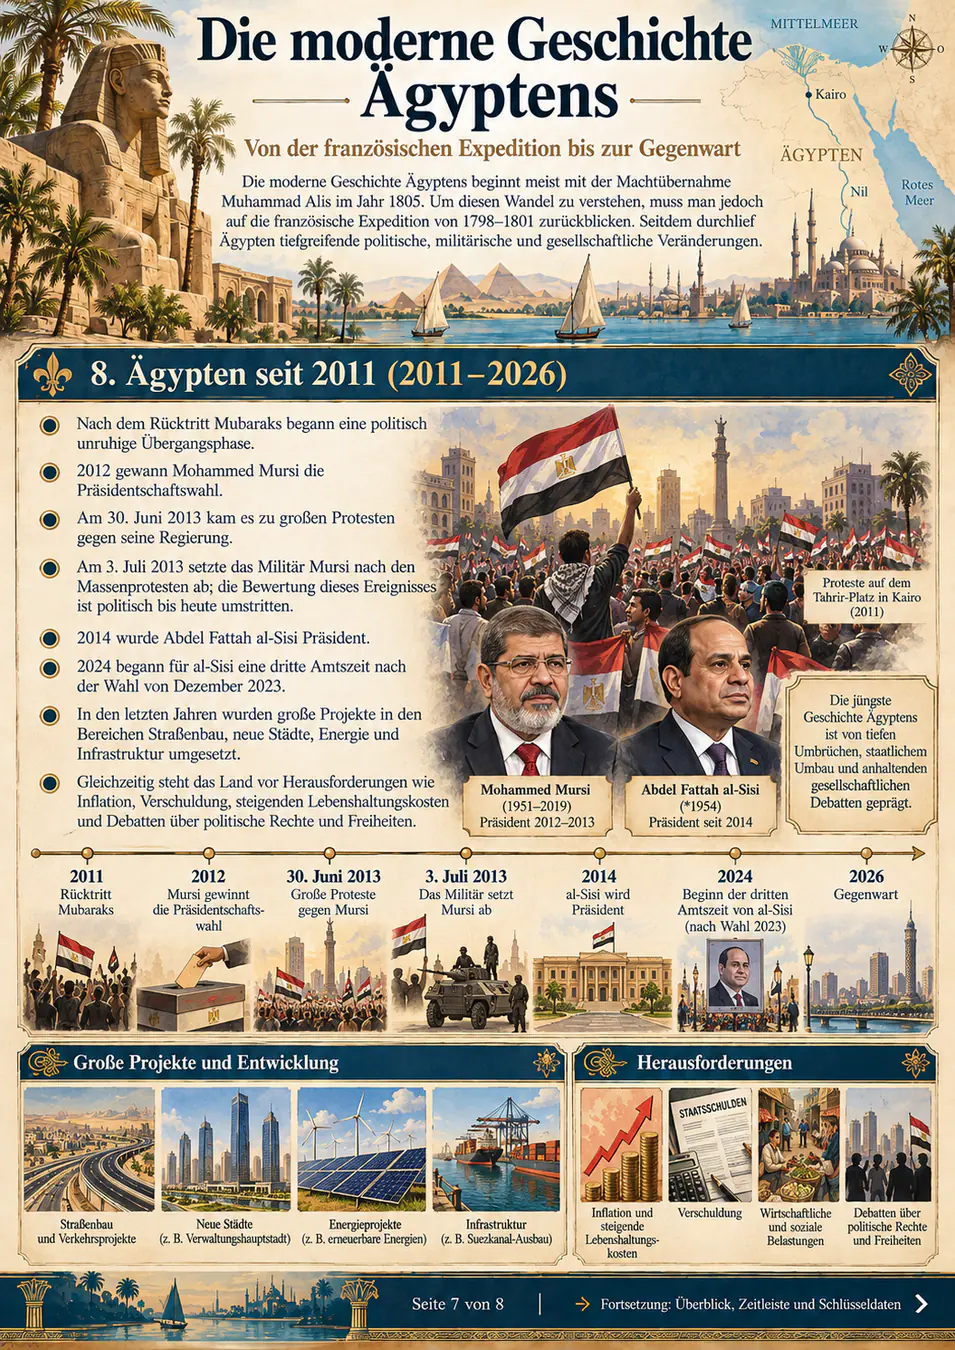 Die moderne Geschichte
Ägyptens
Von der französischen Expedition bis zur Gegenwart
Die moderne Geschichte Ägyptens beginnt meist mit der Machtübernahme
Muhammad Alis im Jahr 1805. Um diesen Wandel zu verstehen, muss man jedoch
auf die französische Expedition von 1798–1801 zurückblicken. Seitdem durchlief
Ägypten tiefgreifende politische, militärische und gesellschaftliche Veränderungen.
MITTELMEER
N
W
O
S
Kairo
ÄGYPTEN
Nil
Rotes
Meer
8. Ägypten seit 2011 (2011–2026)
Nach dem Rücktritt Mubaraks begann eine politisch
unruhige Übergangsphase.
2012 gewann Mohammed Mursi die
Präsidentschaftswahl.
Am 30. Juni 2013 kam es zu großen Protesten
gegen seine Regierung.
Am 3. Juli 2013 setzte das Militär Mursi nach den
Massenprotesten ab; die Bewertung dieses Ereignisses
ist politisch bis heute umstritten.
2014 wurde Abdel Fattah al-Sisi Präsident.
2024 begann für al-Sisi eine dritte Amtszeit nach
der Wahl von Dezember 2023.
In den letzten Jahren wurden große Projekte in den
Bereichen Straßenbau, neue Städte, Energie und
Infrastruktur umgesetzt.
Gleichzeitig steht das Land vor Herausforderungen wie
Inflation, Verschuldung, steigenden Lebenshaltungskosten
und Debatten über politische Rechte und Freiheiten.
Proteste auf dem
Tahrir-Platz in Kairo
(2011)
Mohammed Mursi
(1951–2019)
Präsident 2012–2013
Abdel Fattah al-Sisi
(*1954)
Präsident seit 2014
Die jüngste
Geschichte Ägyptens
ist von tiefen
Umbrüchen, staatlichem
Umbau und anhaltenden
gesellschaftlichen
Debatten geprägt.
2011
Rücktritt
Mubaraks
2012
Mursi gewinnt
die Präsidentschafts-
wahl
30. Juni 2013
Große Proteste
gegen Mursi
3. Juli 2013
Das Militär setzt
Mursi ab
2014
al-Sisi wird
Präsident
2024
Beginn der dritten
Amtszeit von al-Sisi
(nach Wahl 2023)
2026
Gegenwart
Große Projekte und Entwicklung
Straßenbau
und Verkehrsprojekte
Neue Städte
(z. B. Verwaltungshauptstadt)
Energieprojekte
(z. B. erneuerbare Energien)
Infrastruktur
(z. B. Suezkanal-Ausbau)
Herausforderungen
STAATSSCHULDEN
Inflation und
steigende
Lebenshaltungs-
kosten
Verschuldung
Wirtschaftliche
und soziale
Belastungen
Debatten über
politische Rechte
und Freiheiten
Seite 7 von 8
Fortsetzung: Überblick, Zeitleiste und Schlüsseldaten